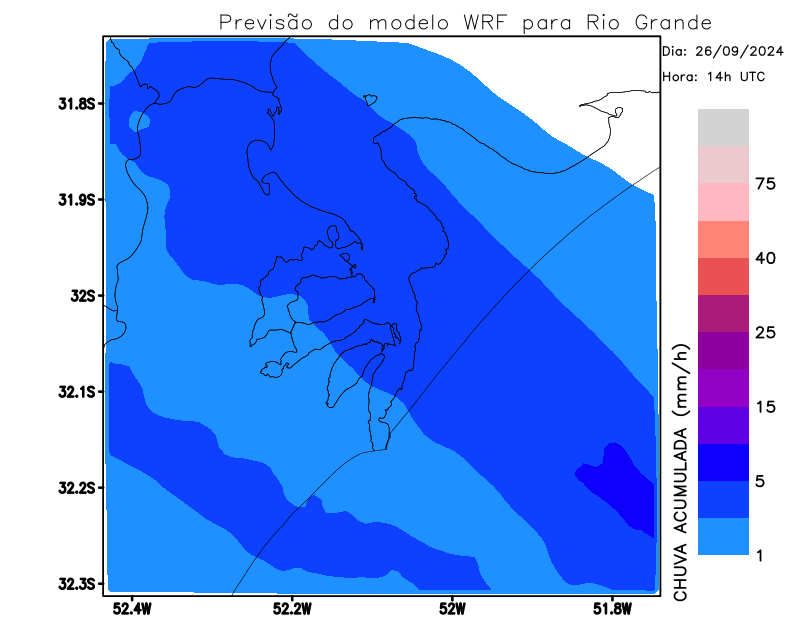 Previsão do modelo WRF para Rio Grande
Dia: 26/09/2024
Hora: 14h UTC
31.8S
31.9S
32S
32.1S
32.2S
32.3S
52.4W
52.2W
52W
51.8W
75
40
25
15
5
1
CHUVA ACUMULADA (mm/h)